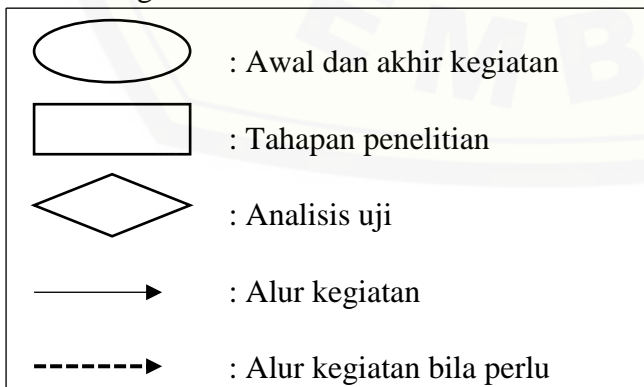 : Awal dan akhir kegiatan
: Tahapan penelitian
: Analisis uji
: Alur kegiatan
: Alur kegiatan bila perlu